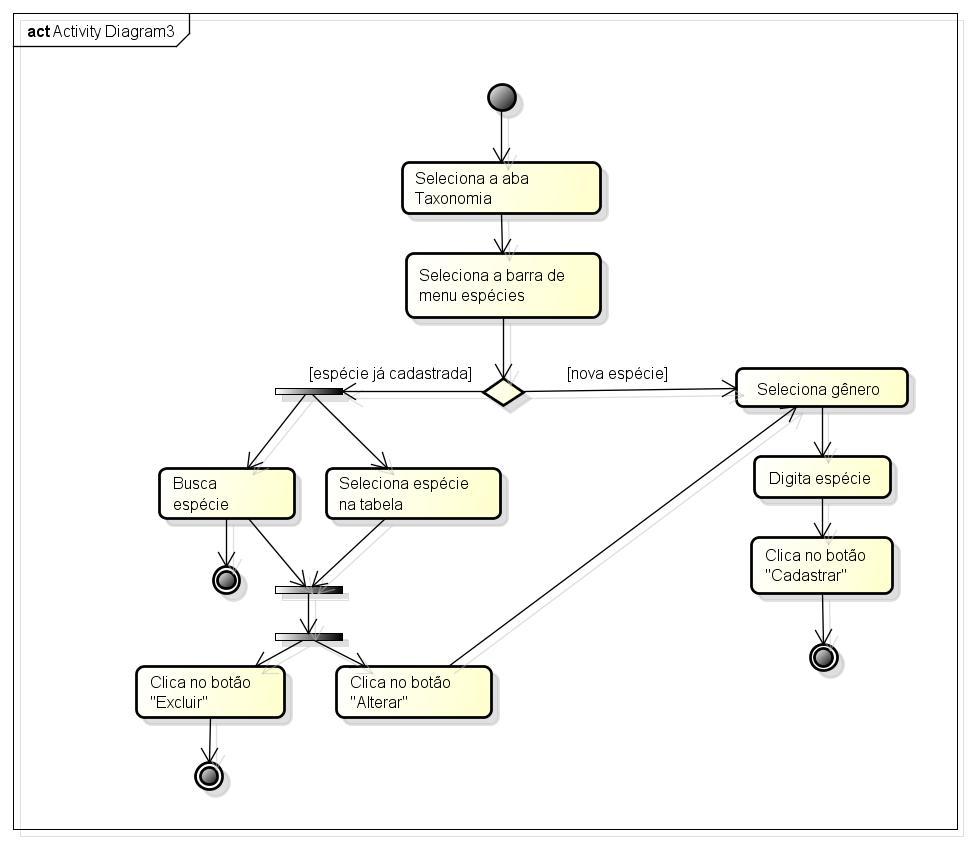 act Activity Diagram3
Seleciona a aba
Taxonomia
Seleciona a barra de
menu espécies
[espécie já cadastrada]
[nova espécie]
Seleciona gênero
Busca
espécie
Seleciona espécie
na tabela
Digita espécie
Clica no botão
"Cadastrar"
Clica no botão
"Excluir"
Clica no botão
"Alterar"